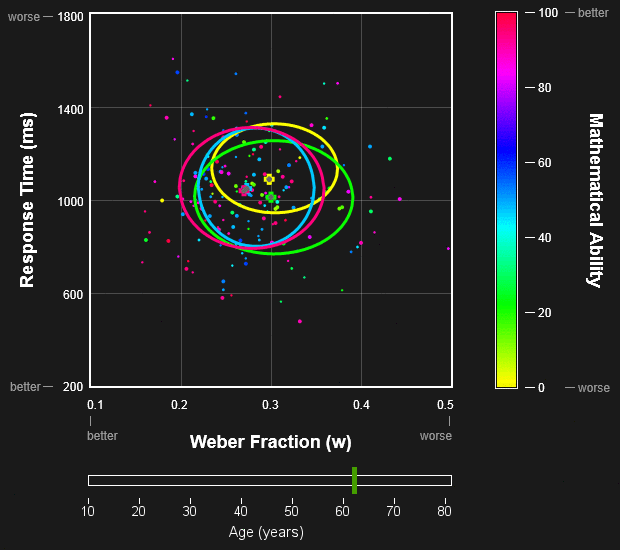 worse
1800
1400
1000
600
better
200
Response Time (ms)
0.1
0.2
0.3
0.4
0.5
better
worse
Weber Fraction (w)
10
20
30
40
50
60
70
80
Age (years)
100
better
80
60
40
20
0
worse
Mathematical Ability